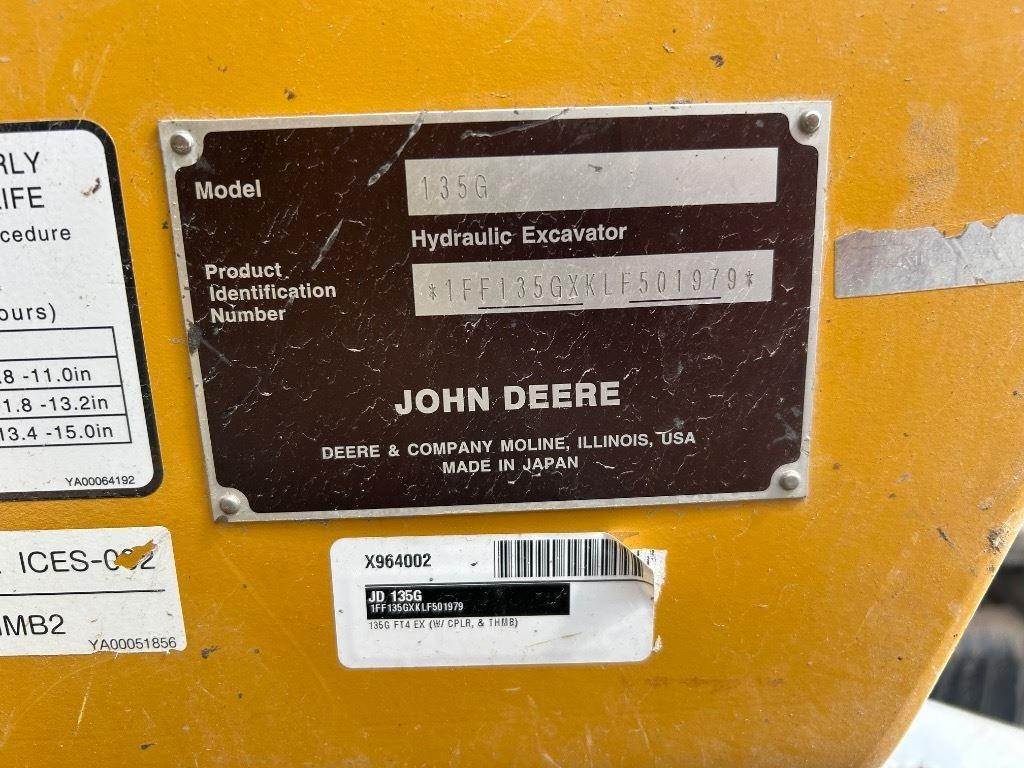 RLY
IFE
cedure
ours)
.8 -11.0in
1.8 -13.2in
13.4 -15.0in
YA00064192
Model
135G
Hydraulic Excavator
Product
Identification
Number
*1FF135GXKLF501979*
JOHN DEERE
DEERE & COMPANY MOLINE, ILLINOIS, USA
MADE IN JAPAN
ICES-002
MB2
YA00051856
X964002
JD 135G
1FF135GXKLF501979
135G FT4 EX (W/ CPLR, & THMB)